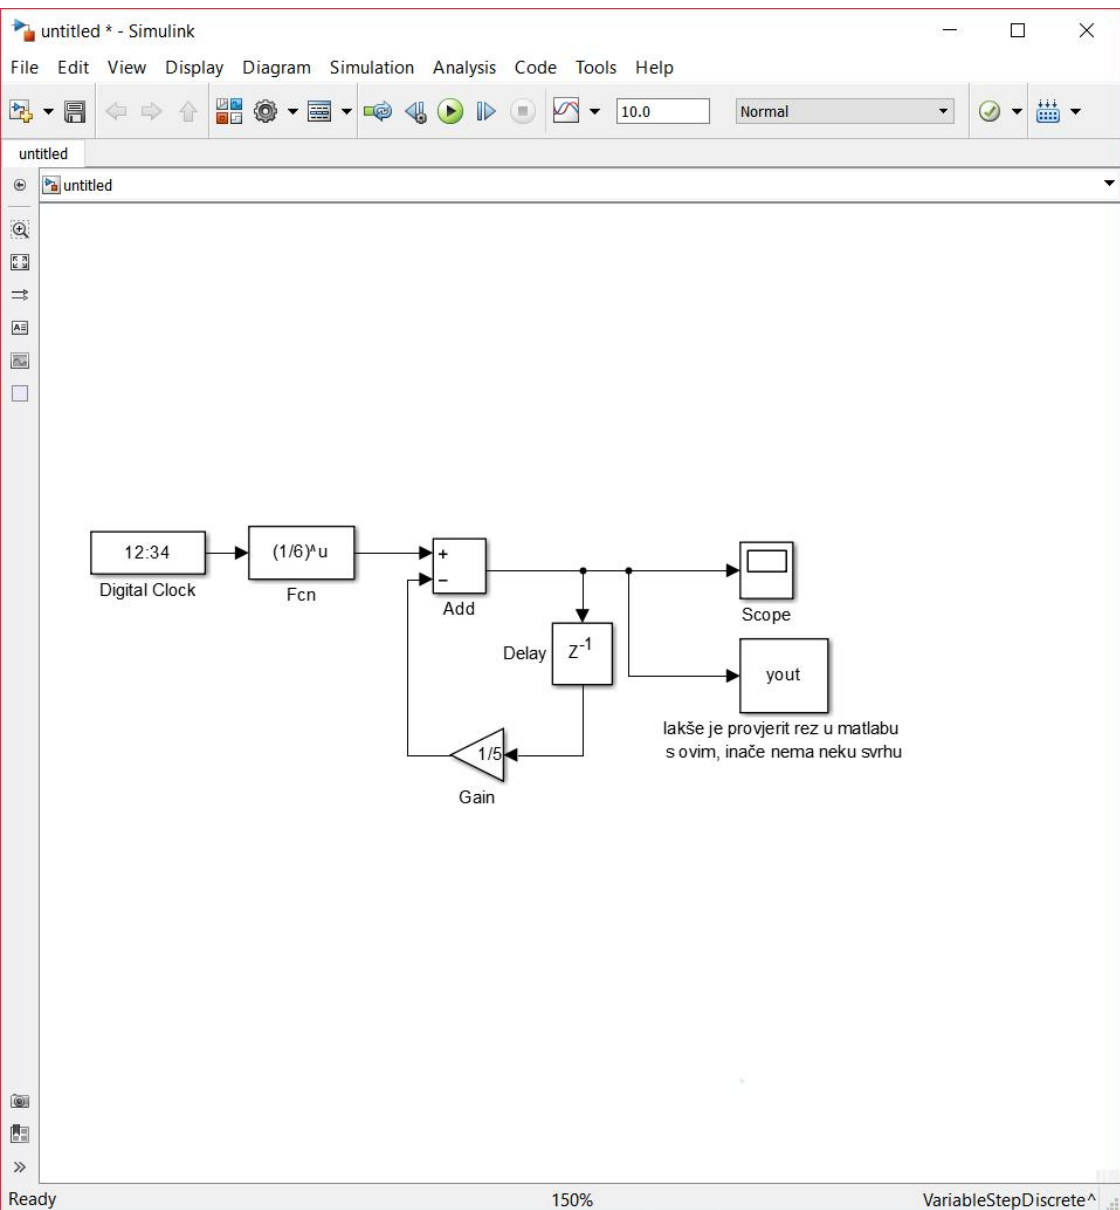 untitled * - Simulink
File Edit View Display Diagram Simulation Analysis Code Tools Help
10.0 Normal
untitled
untitled
12:34
Digital Clock
(1/6)^u
Fcn
+
−
Add
Scope
Delay
Z-1
yout
lakše je provjerit rez u matlabu
s ovim, inače nema neku svrhu
1/5
Gain
Ready 150% VariableStepDiscrete^